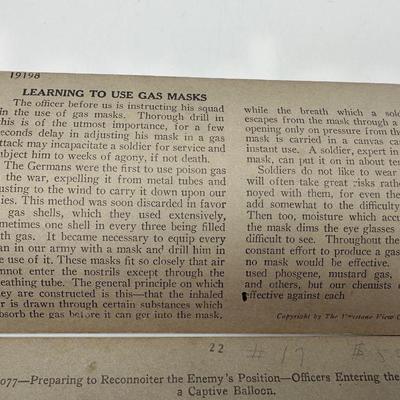 19198
LEARNING TO USE GAS MASKS
The officer before us is instructing his squad
in the use of gas masks. Thorough drill in
this is of the utmost importance, for a few
seconds delay in adjusting his mask in a gas
attack may incapacitate a soldier for service and
subject him to weeks of agony, if not death.
The Germans were the first to use poison gas
the war, expelling it from metal tubes and
usting to the wind to carry it down upon our
ies. This method was soon discarded in favor
gas shells, which they used extensively,
metimes one shell in every three being filled
th gas. It became necessary to equip every
an in our army with a mask and drill him in
e use of it. These masks fit so closely that air
nnot enter the nostrils except through the
eathing tube. The general principle on which
ey are constructed is this—that the inhaled
r is drawn through certain substances which
bsorb the gas before it can get into the mask,
while the breath which a sold
escapes from the mask through a
opening only on pressure from the
mask is carried in a canvas ca
instant use. A soldier, expert in
mask, can put it on in about ten
Soldiers do not like to wear
will often take great risks rathe
noyed with them, for even the
add somewhat to the difficulty
Then too, moisture which accu
the mask dims the eye glasses
difficult to see. Throughout the
constant effort to produce a ga
no mask would be effective.
used phosgene, mustard gas,
and others, but our chemists
effective against each
Copyright by The Keystone View C
22 #17
077—Preparing to Reconnoiter the Enemy's Position—Officers Entering the
a Captive Balloon.